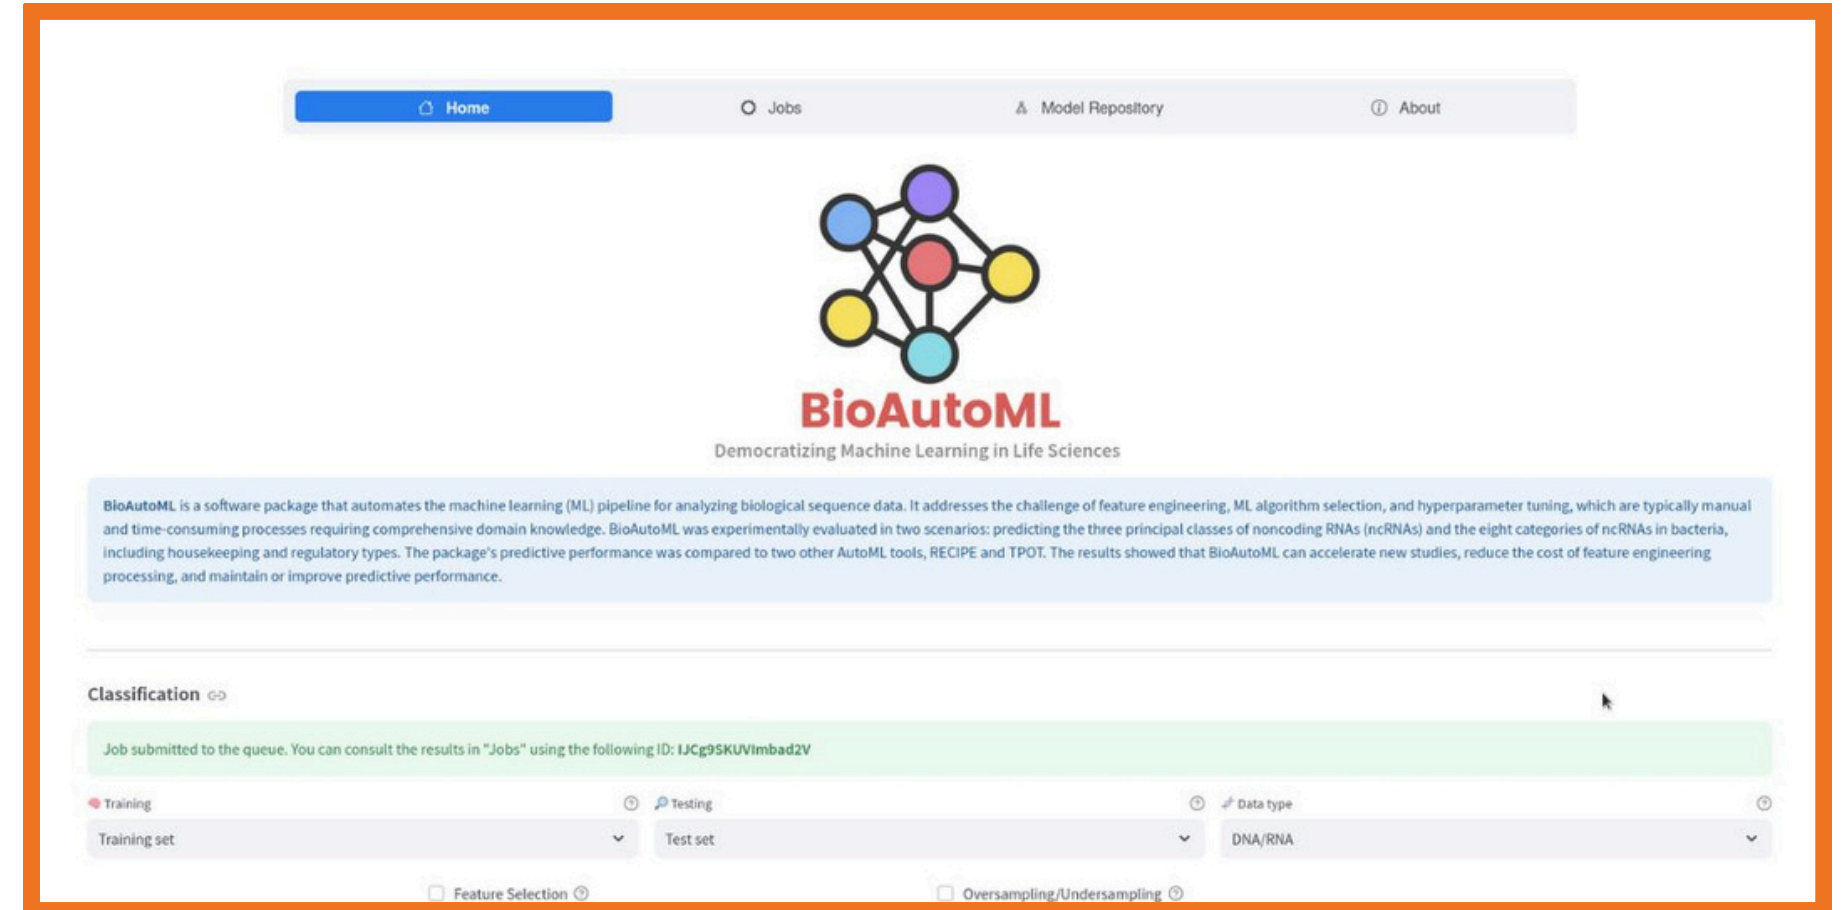 Home
Jobs
Model Repository
About
BioAutoML
Democratizing Machine Learning in Life Sciences
BioAutoML is a software package that automates the machine learning (ML) pipeline for analyzing biological sequence data. It addresses the challenge of feature engineering, ML algorithm selection, and hyperparameter tuning, which are typically manual
and time-consuming processes requiring comprehensive domain knowledge. BioAutoML was experimentally evaluated in two scenarios: predicting the three principal classes of noncoding RNAs (ncRNAs) and the eight categories of ncRNAs in bacteria,
including housekeeping and regulatory types. The package's predictive performance was compared to two other AutoML tools, RECIPE and TPOT. The results showed that BioAutoML can accelerate new studies, reduce the cost of feature engineering
processing, and maintain or improve predictive performance.
Classification
Job submitted to the queue. You can consult the results in "Jobs" using the following ID: IJCg9SKUVImbad2V
Training
Testing
Data type
Training set
Test set
DNA/RNA
Feature Selection
Oversampling/Undersampling